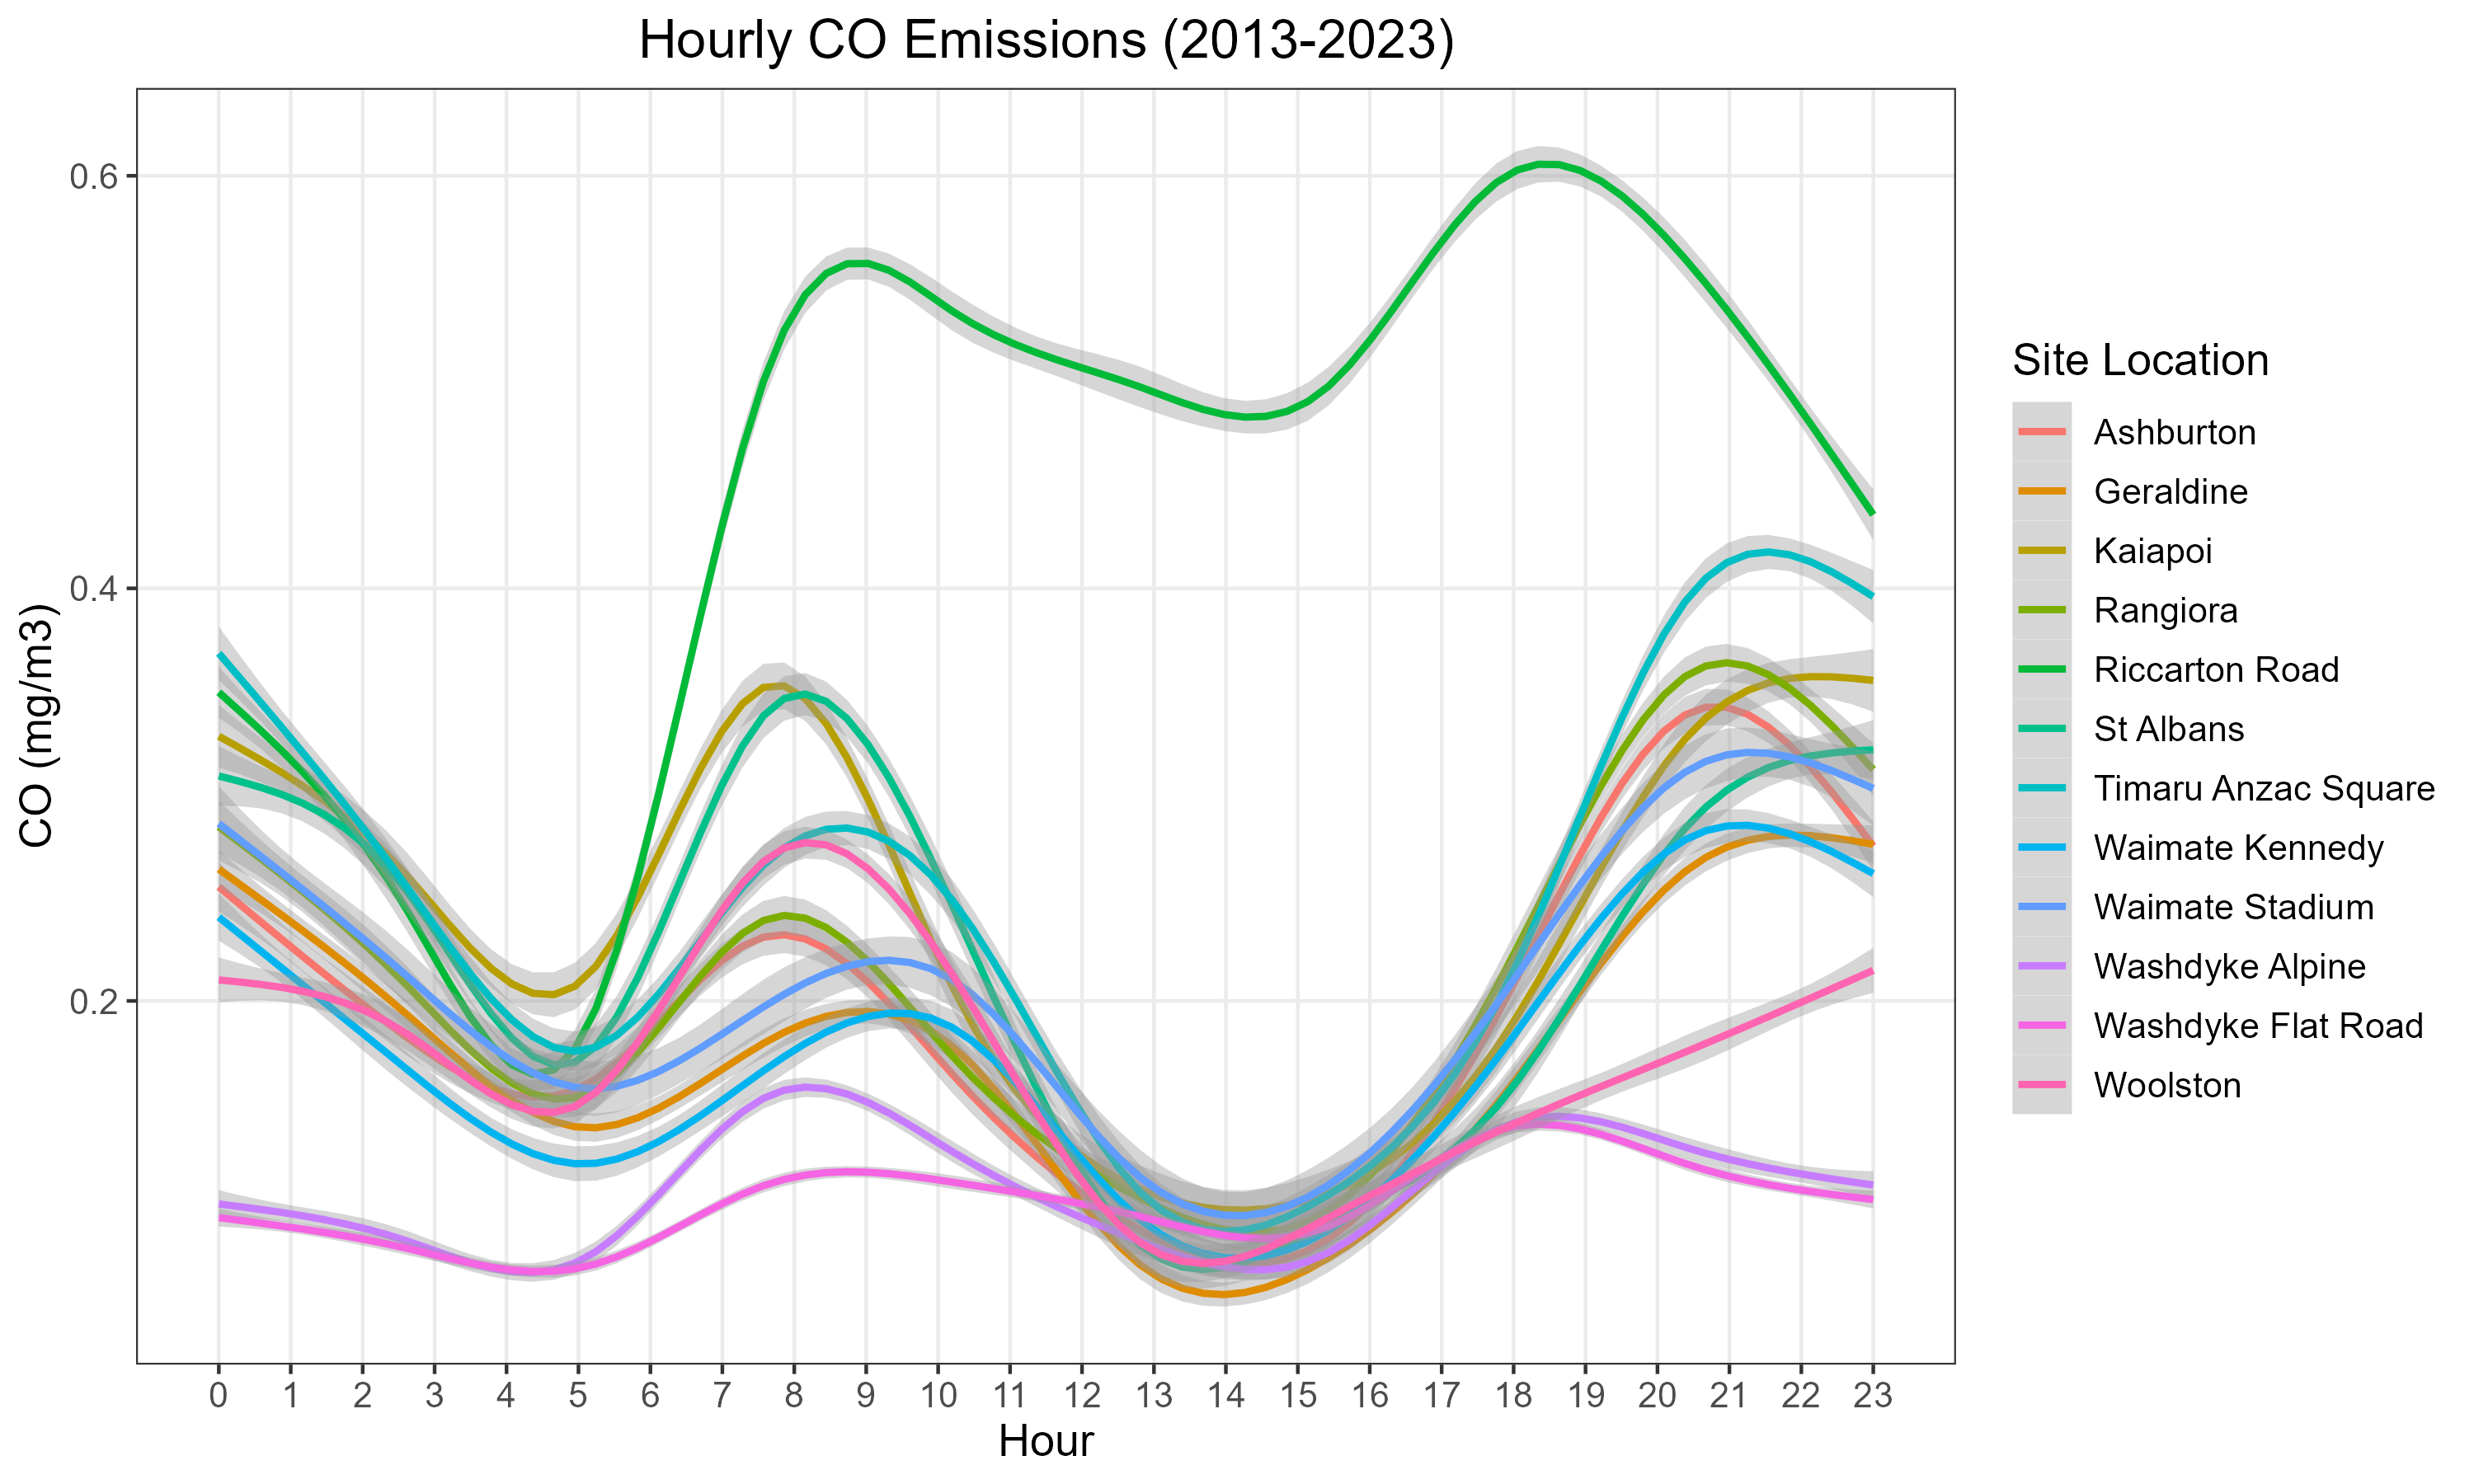 Hourly CO Emissions (2013-2023)
CO (mg/m3)
0.6
0.4
0.2
0 1 2 3 4 5 6 7 8 9 10 11 12 13 14 15 16 17 18 19 20 21 22 23
Hour
Site Location
Ashburton
Geraldine
Kaiapoi
Rangiora
Riccarton Road
St Albans
Timaru Anzac Square
Waimate Kennedy
Waimate Stadium
Washdyke Alpine
Washdyke Flat Road
Woolston